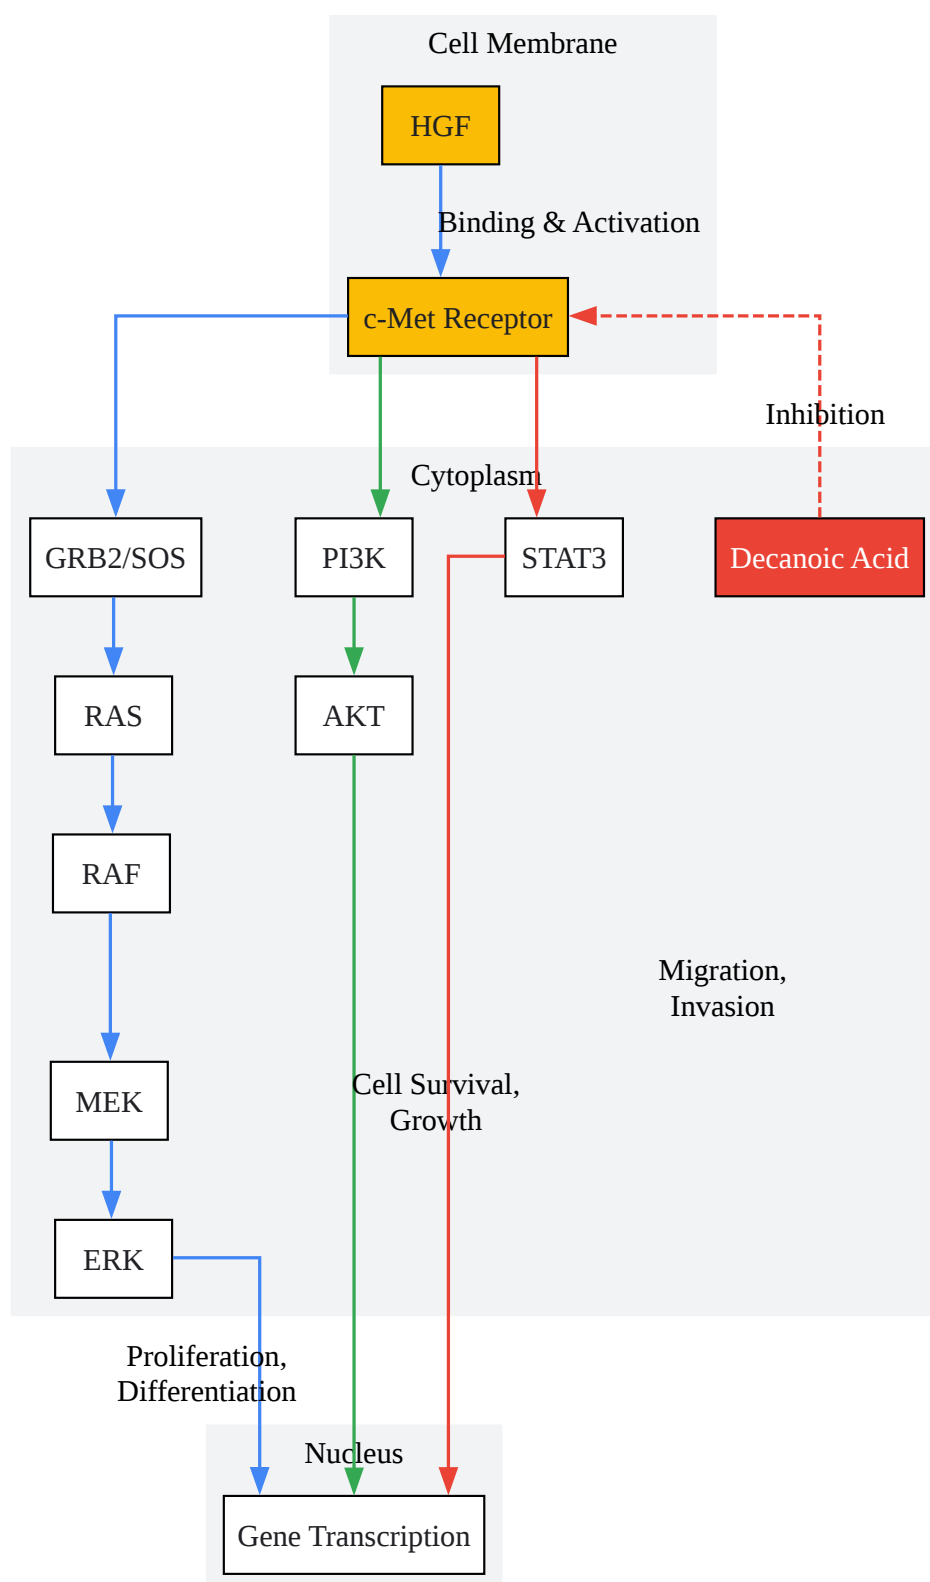 Cell Membrane
HGF
Binding & Activation
c-Met Receptor
Inhibition
Cytoplasm
GRB2/SOS
PI3K
STAT3
Decanoic Acid
RAS
AKT
RAF
Migration,
Invasion
MEK
Cell Survival,
Growth
ERK
Proliferation,
Differentiation
Nucleus
Gene Transcription